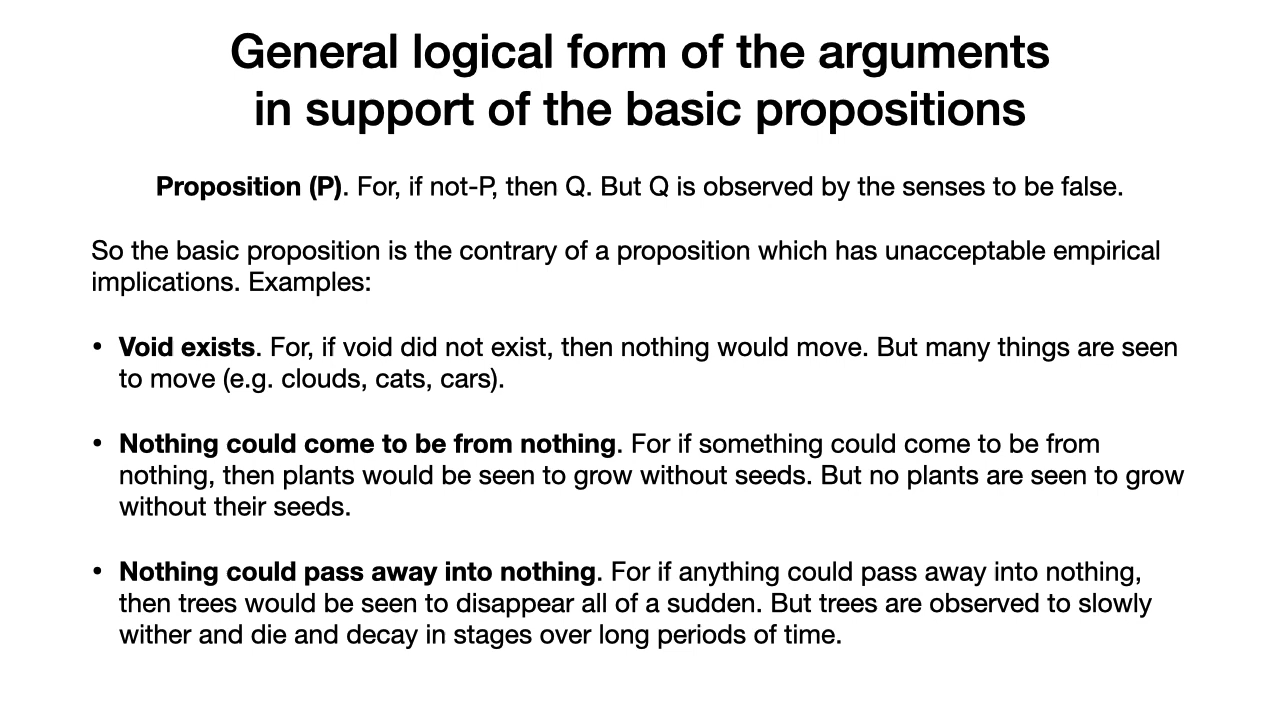 General logical form of the arguments
in support of the basic propositions
Proposition (P). For, if not-P, then Q. But Q is observed by the senses to be false.
So the basic proposition is the contrary of a proposition which has unacceptable empirical
implications. Examples:
• Void exists. For, if void did not exist, then nothing would move. But many things are seen
to move (e.g. clouds, cats, cars).
• Nothing could come to be from nothing. For if something could come to be from
nothing, then plants would be seen to grow without seeds. But no plants are seen to grow
without their seeds.
• Nothing could pass away into nothing. For if anything could pass away into nothing,
then trees would be seen to disappear all of a sudden. But trees are observed to slowly
wither and die and decay in stages over long periods of time.